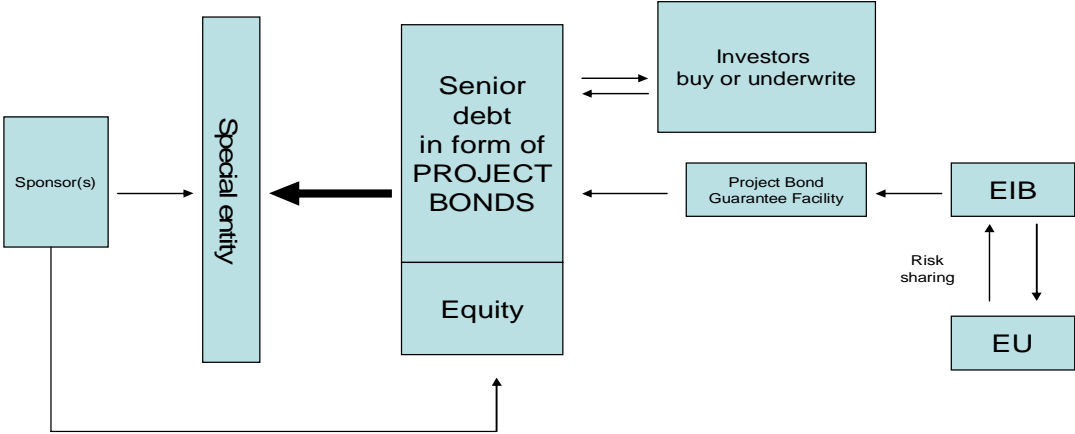 Sponsor(s)
Special entity
Senior
debt
in form of
PROJECT
BONDS
Equity
Investors
buy or underwrite
Project Bond
Guarantee Facility
EIB
Risk
sharing
EU